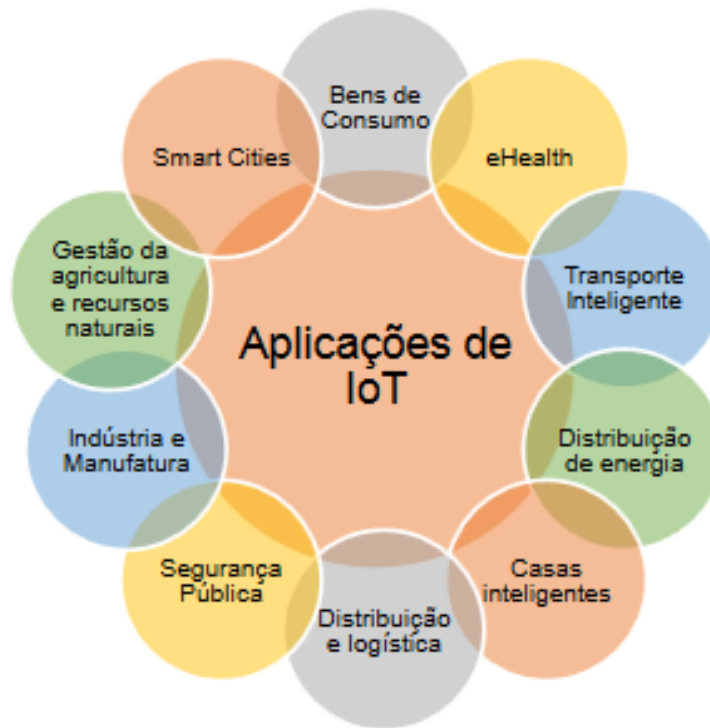 Bens de
Consumo
eHealth
Transporte
Inteligente
Distribuição
de energia
Casas
inteligentes
Distribuição
e logística
Segurança
Pública
Indústria e
Manufatura
Gestão da
agricultura
e recursos
naturais
Smart Cities
Aplicações de
IoT